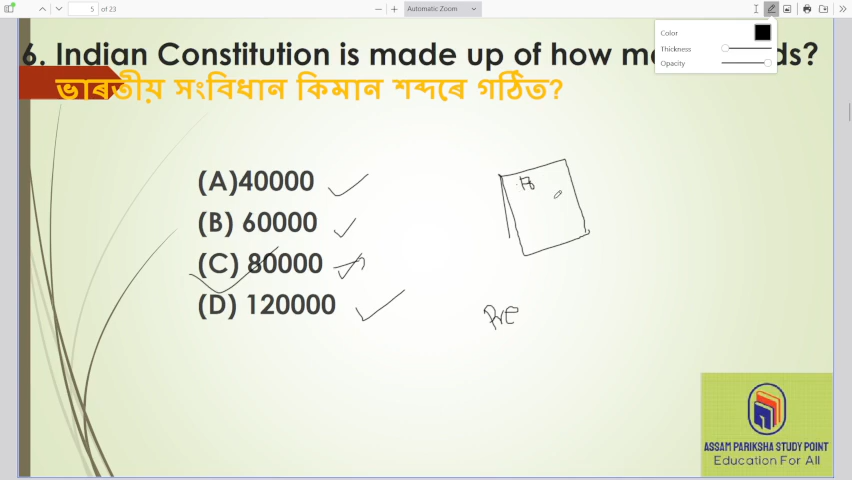 5 of 23
Automatic Zoom
Color
Thickness
Opacity
6. Indian Constitution is made up of how ds?
ভাৰতীয় সংবিধান কিমান শব্দৰে গঠিত?
(A)40000
(B) 60000
(C) 80000
(D) 120000
Pre
ASSAM PARIKSHA STUDY POINT
Education For All